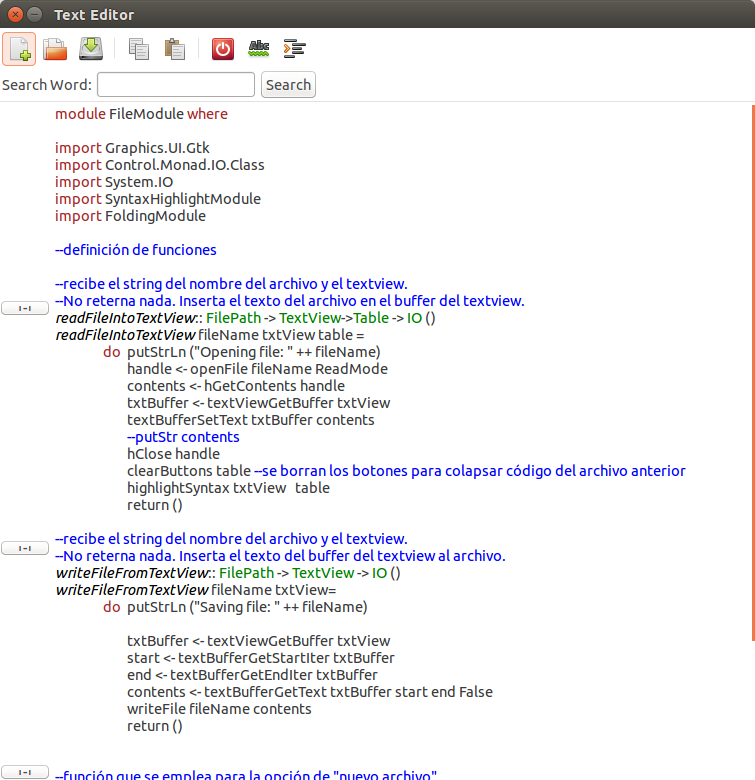 Text Editor
Abc
Search Word:
Search
module FileModule where
import Graphics.UI.Gtk
import Control.Monad.IO.Class
import System.IO
import SyntaxHighlightModule
import FoldingModule
--definición de funciones
--recibe el string del nombre del archivo y el textview.
--No reterna nada. Inserta el texto del archivo en el buffer del textview.
readFileIntoTextView:: FilePath -> TextView->Table -> IO ()
readFileIntoTextView fileName txtView table =
do putStrLn ("Opening file: " ++ fileName)
handle <- openFile fileName ReadMode
contents <- hGetContents handle
txtBuffer <- textViewGetBuffer txtView
textBufferSetText txtBuffer contents
--putStr contents
hClose handle
clearButtons table --se borran los botones para colapsar código del archivo anterior
highlightSyntax txtView table
return ()
--recibe el string del nombre del archivo y el textview.
--No reterna nada. Inserta el texto del buffer del textview al archivo.
writeFileFromTextView:: FilePath -> TextView -> IO ()
writeFileFromTextView fileName txtView=
do putStrLn ("Saving file: " ++ fileName)
txtBuffer <- textViewGetBuffer txtView
start <- textBufferGetStartIter txtBuffer
end <- textBufferGetEndIter txtBuffer
contents <- textBufferGetText txtBuffer start end False
writeFile fileName contents
return ()
--función que se emplea para la opción de "nuevo archivo"